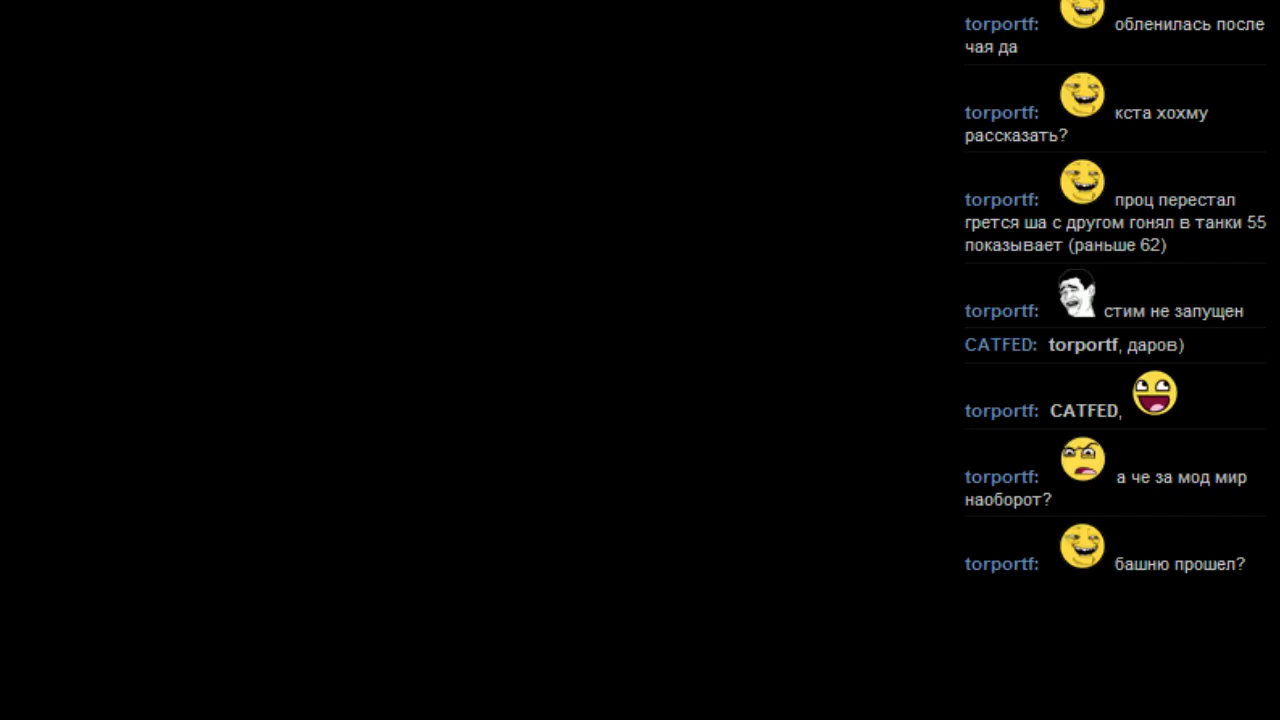 torportf: обленилась после
чая да
torportf: кста хохму
рассказать?
torportf: проц перестал
грется ша с другом гонял в танки 55
показывает (раньше 62)
torportf: стим не запущен
CATFED: torportf, даров)
torportf: CATFED,
torportf: а че за мод мир
наоборот?
torportf: башню прошел?